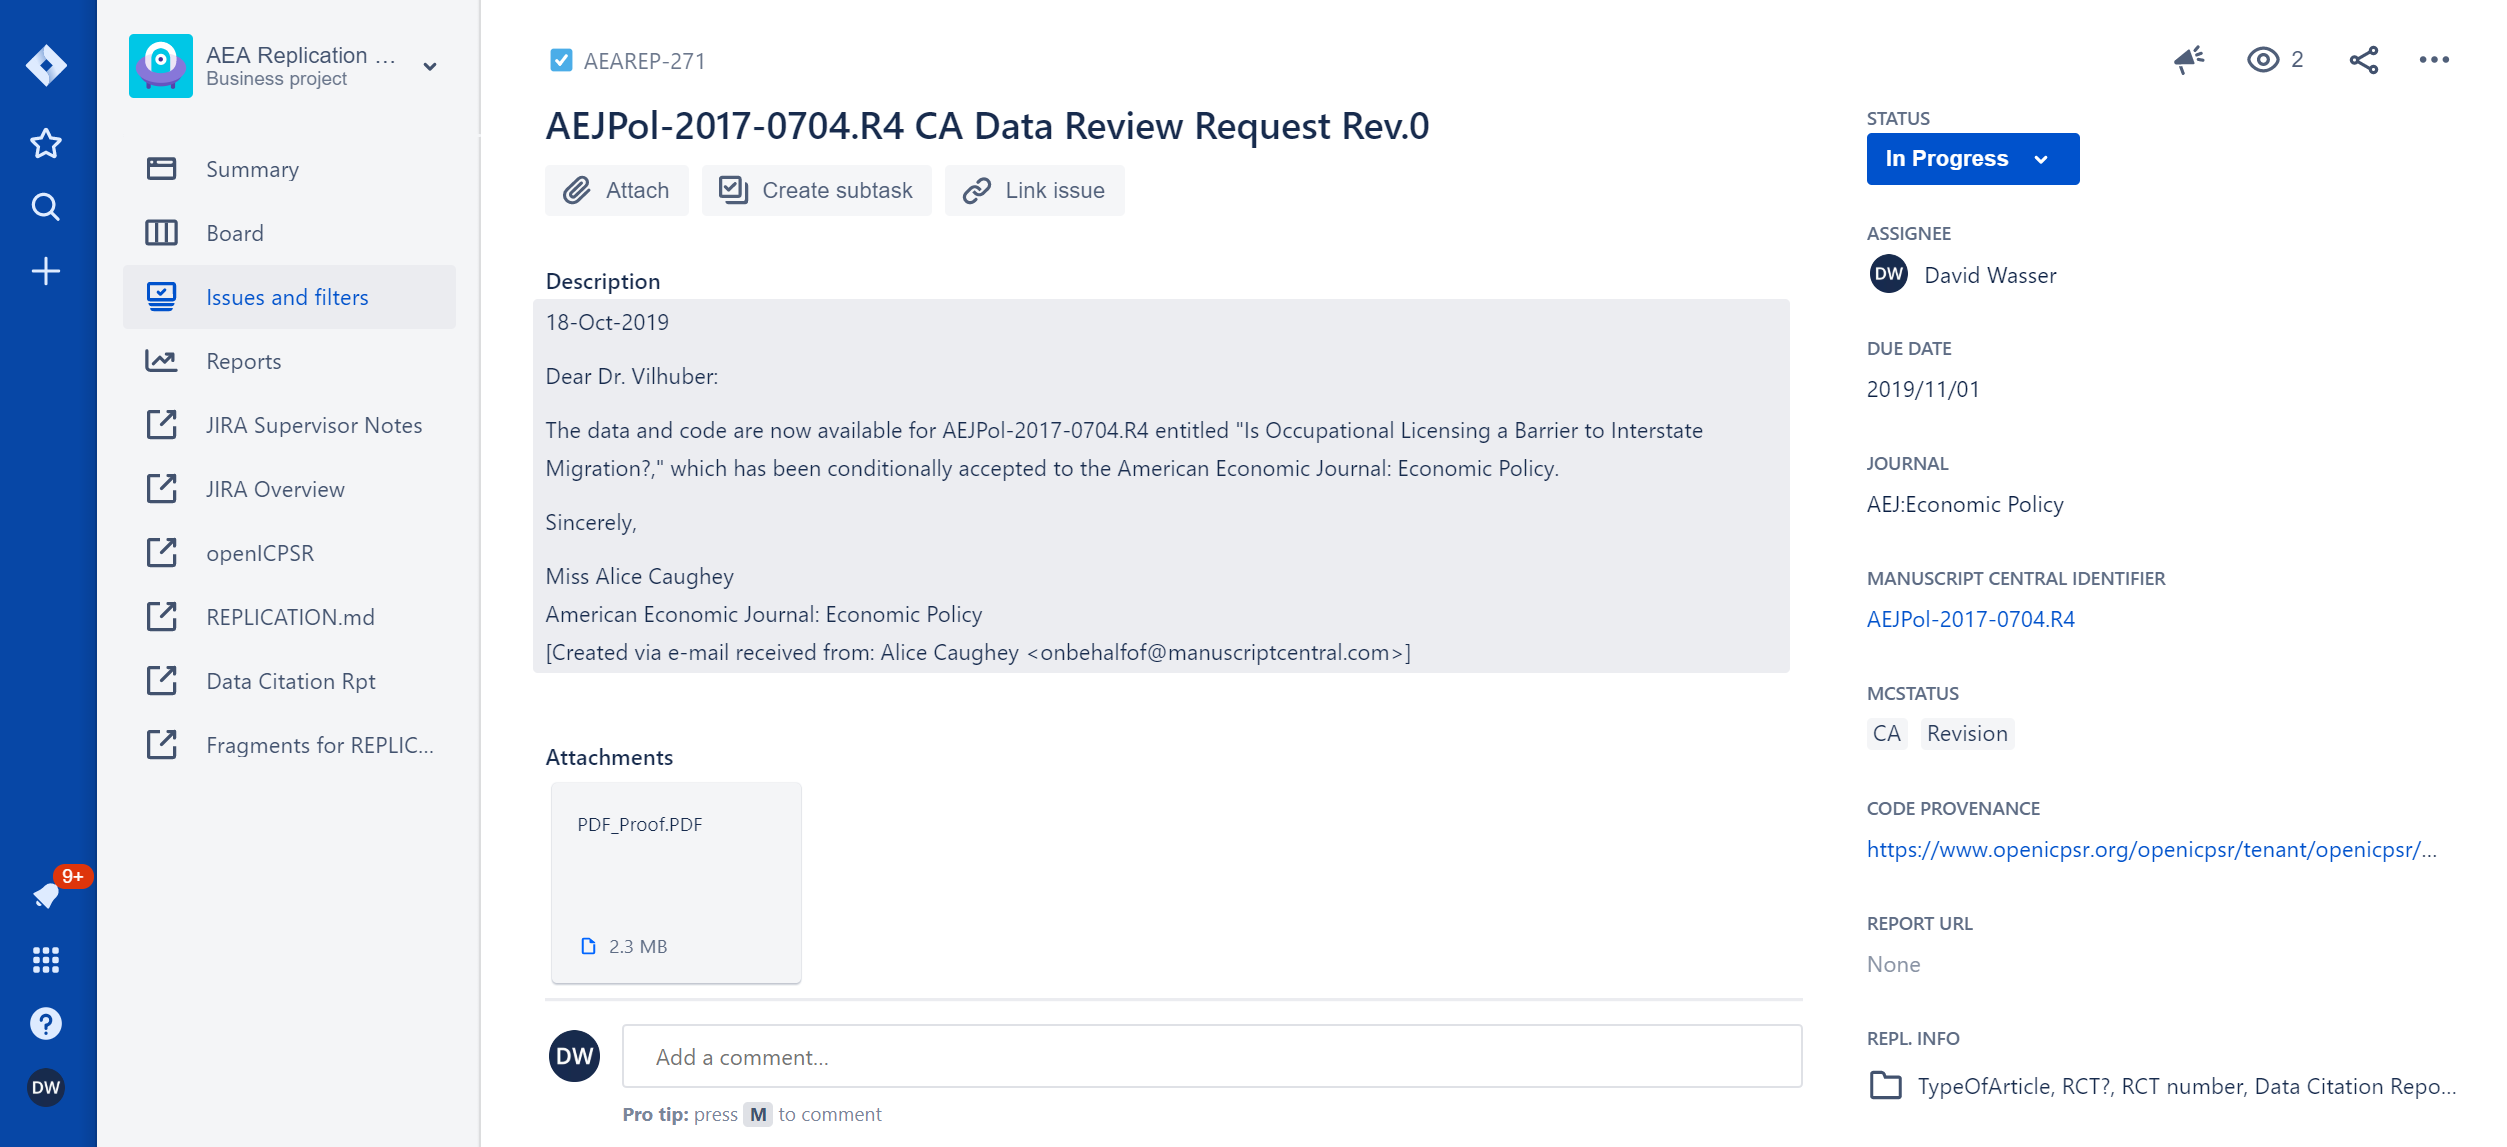 AEA Replication ...
Business project
Summary
Board
Issues and filters
Reports
JIRA Supervisor Notes
JIRA Overview
openICPSR
REPLICATION.md
Data Citation Rpt
Fragments for REPLIC...
9+
DW
AEAREP-271
AEJPol-2017-0704.R4 CA Data Review Request Rev.0
Attach
Create subtask
Link issue
Description
18-Oct-2019
Dear Dr. Vilhuber:
The data and code are now available for AEJPol-2017-0704.R4 entitled "Is Occupational Licensing a Barrier to Interstate
Migration?," which has been conditionally accepted to the American Economic Journal: Economic Policy.
Sincerely,
Miss Alice Caughey
American Economic Journal: Economic Policy
[Created via e-mail received from: Alice Caughey <onbehalfof@manuscriptcentral.com>]
Attachments
PDF_Proof.PDF
2.3 MB
DW
Add a comment...
Pro tip: press M to comment
2
STATUS
In Progress
ASSIGNEE
DW David Wasser
DUE DATE
2019/11/01
JOURNAL
AEJ:Economic Policy
MANUSCRIPT CENTRAL IDENTIFIER
AEJPol-2017-0704.R4
MCSTATUS
CA Revision
CODE PROVENANCE
https://www.openicpsr.org/openicpsr/tenant/openicpsr/...
REPORT URL
None
REPL. INFO
TypeOfArticle, RCT?, RCT number, Data Citation Repo...